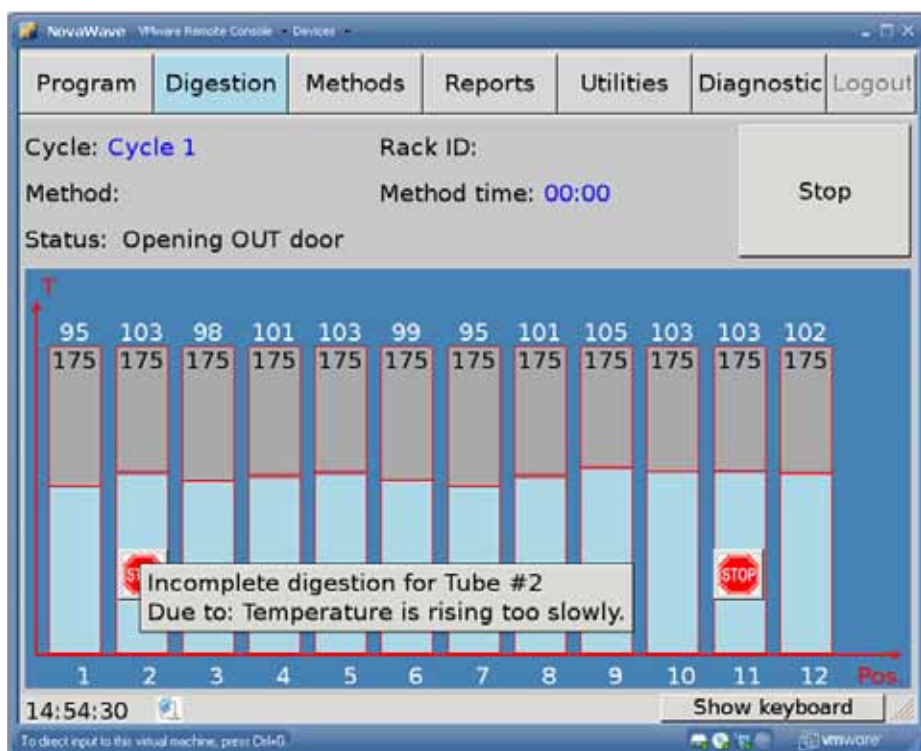 NovaWave VMware Remote Console Devices
Program Digestion Methods Reports Utilities Diagnostic Logout
Cycle: Cycle 1 Rack ID:
Method: Method time: 00:00
Stop
Status: Opening OUT door
T
95 103 98 101 103 99 95 101 105 103 103 102
175 175 175 175 175 175 175 175 175 175 175 175
STOP
Incomplete digestion for Tube #2
Due to: Temperature is rising too slowly.
1 2 3 4 5 6 7 8 9 10 11 12 Pos.
14:54:30 Show keyboard
To direct input to this virtual machine, press Ctrl+G. vmware